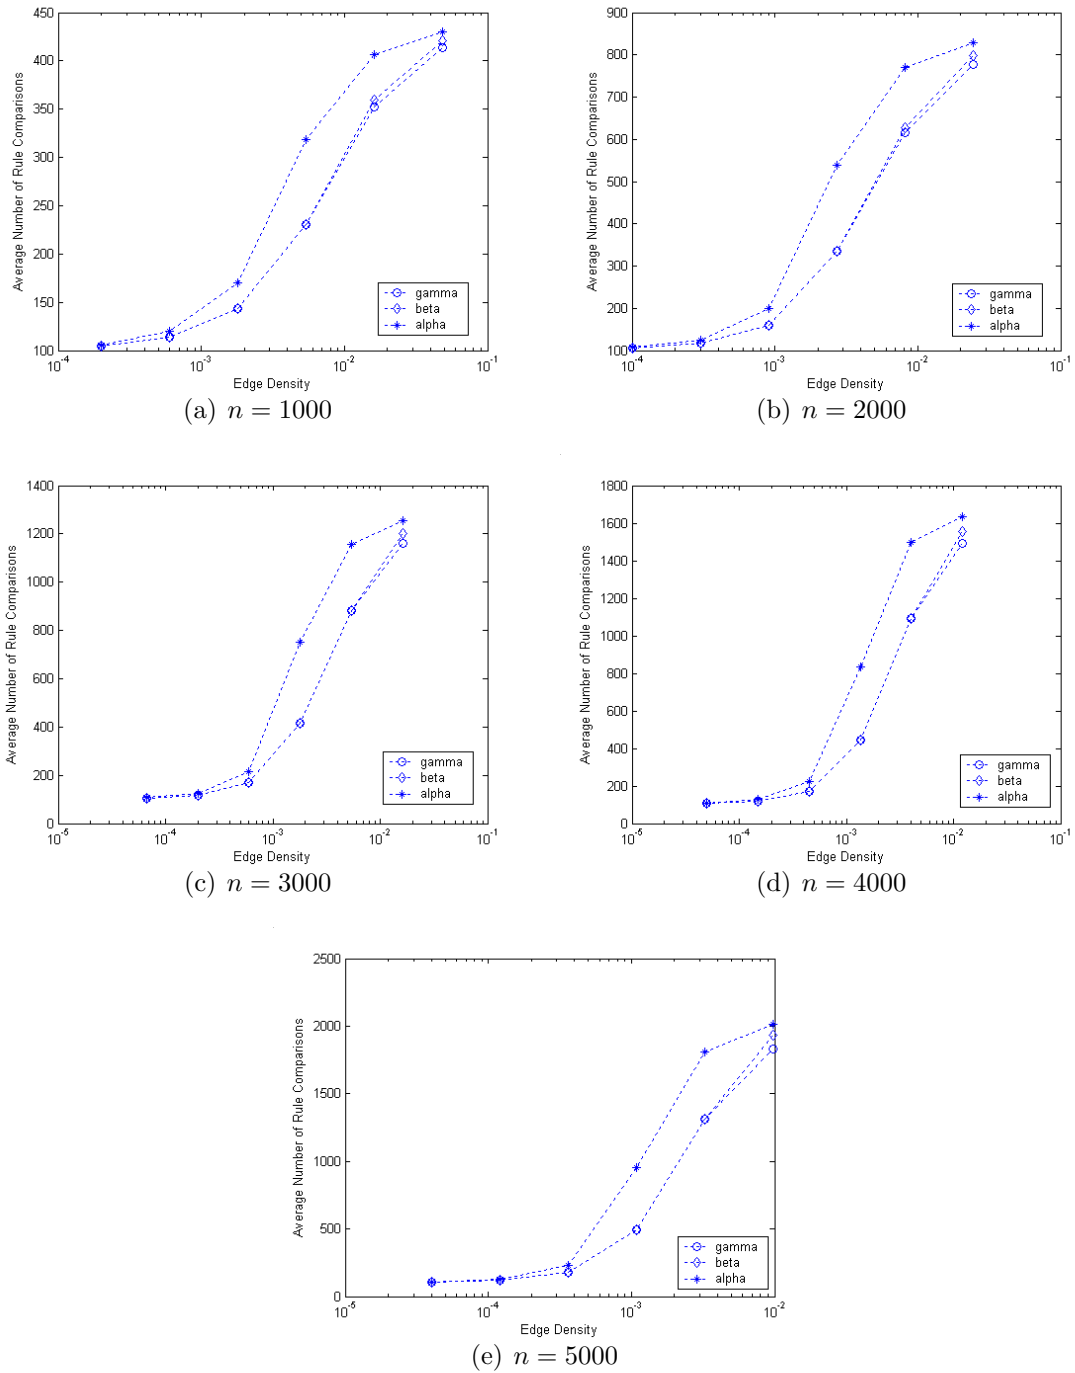 450
400
350
300
250
200
150
100
Average Number of Rule Comparisons
gamma
beta
alpha
10^-4
10^-3
10^-2
10^-1
Edge Density
(a) n = 1000
900
800
700
600
500
400
300
200
100
Average Number of Rule Comparisons
gamma
beta
alpha
10^-4
10^-3
10^-2
10^-1
Edge Density
(b) n = 2000
1400
1200
1000
800
600
400
200
0
Average Number of Rule Comparisons
gamma
beta
alpha
10^-5
10^-4
10^-3
10^-2
10^-1
Edge Density
(c) n = 3000
1800
1600
1400
1200
1000
800
600
400
200
0
Average Number of Rule Comparisons
gamma
beta
alpha
10^-5
10^-4
10^-3
10^-2
10^-1
Edge Density
(d) n = 4000
2500
2000
1500
1000
500
0
Average Number of Rule Comparisons
gamma
beta
alpha
10^-5
10^-4
10^-3
10^-2
Edge Density
(e) n = 5000